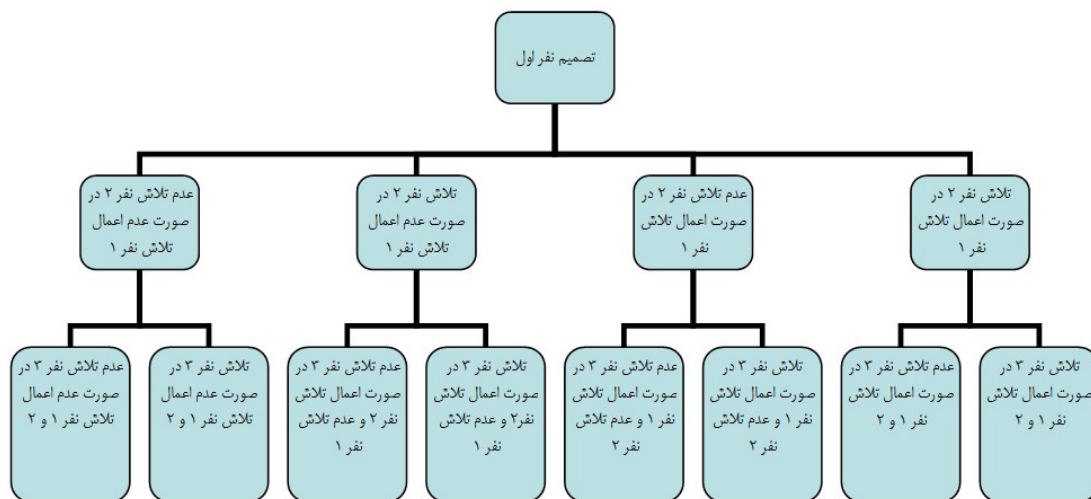 تصمیم نفر اول
تلاش نفر ۲ در
صورت اعمال تلاش
نفر ۱
عدم تلاش نفر ۲ در
صورت اعمال تلاش
نفر ۱
تلاش نفر ۲ در
صورت عدم اعمال
تلاش نفر ۱
عدم تلاش نفر ۲ در
صورت عدم اعمال
تلاش نفر ۱
تلاش نفر ۳ در
صورت اعمال تلاش
نفر ۱ و ۲
عدم تلاش نفر ۳ در
صورت اعمال تلاش
نفر ۱ و ۲
تلاش نفر ۳ در
صورت اعمال تلاش
نفر ۱ و عدم تلاش
نفر ۲
عدم تلاش نفر ۳ در
صورت اعمال تلاش
نفر ۱ و عدم تلاش
نفر ۲
تلاش نفر ۳ در
صورت اعمال تلاش
نفر۲ و عدم تلاش
نفر ۱
عدم تلاش نفر ۳ در
صورت اعمال تلاش
نفر ۲ و عدم تلاش
نفر ۱
تلاش نفر ۳ در
صورت عدم اعمال
تلاش نفر ۱ و ۲
عدم تلاش نفر ۳ در
صورت عدم اعمال
تلاش نفر ۱ و ۲